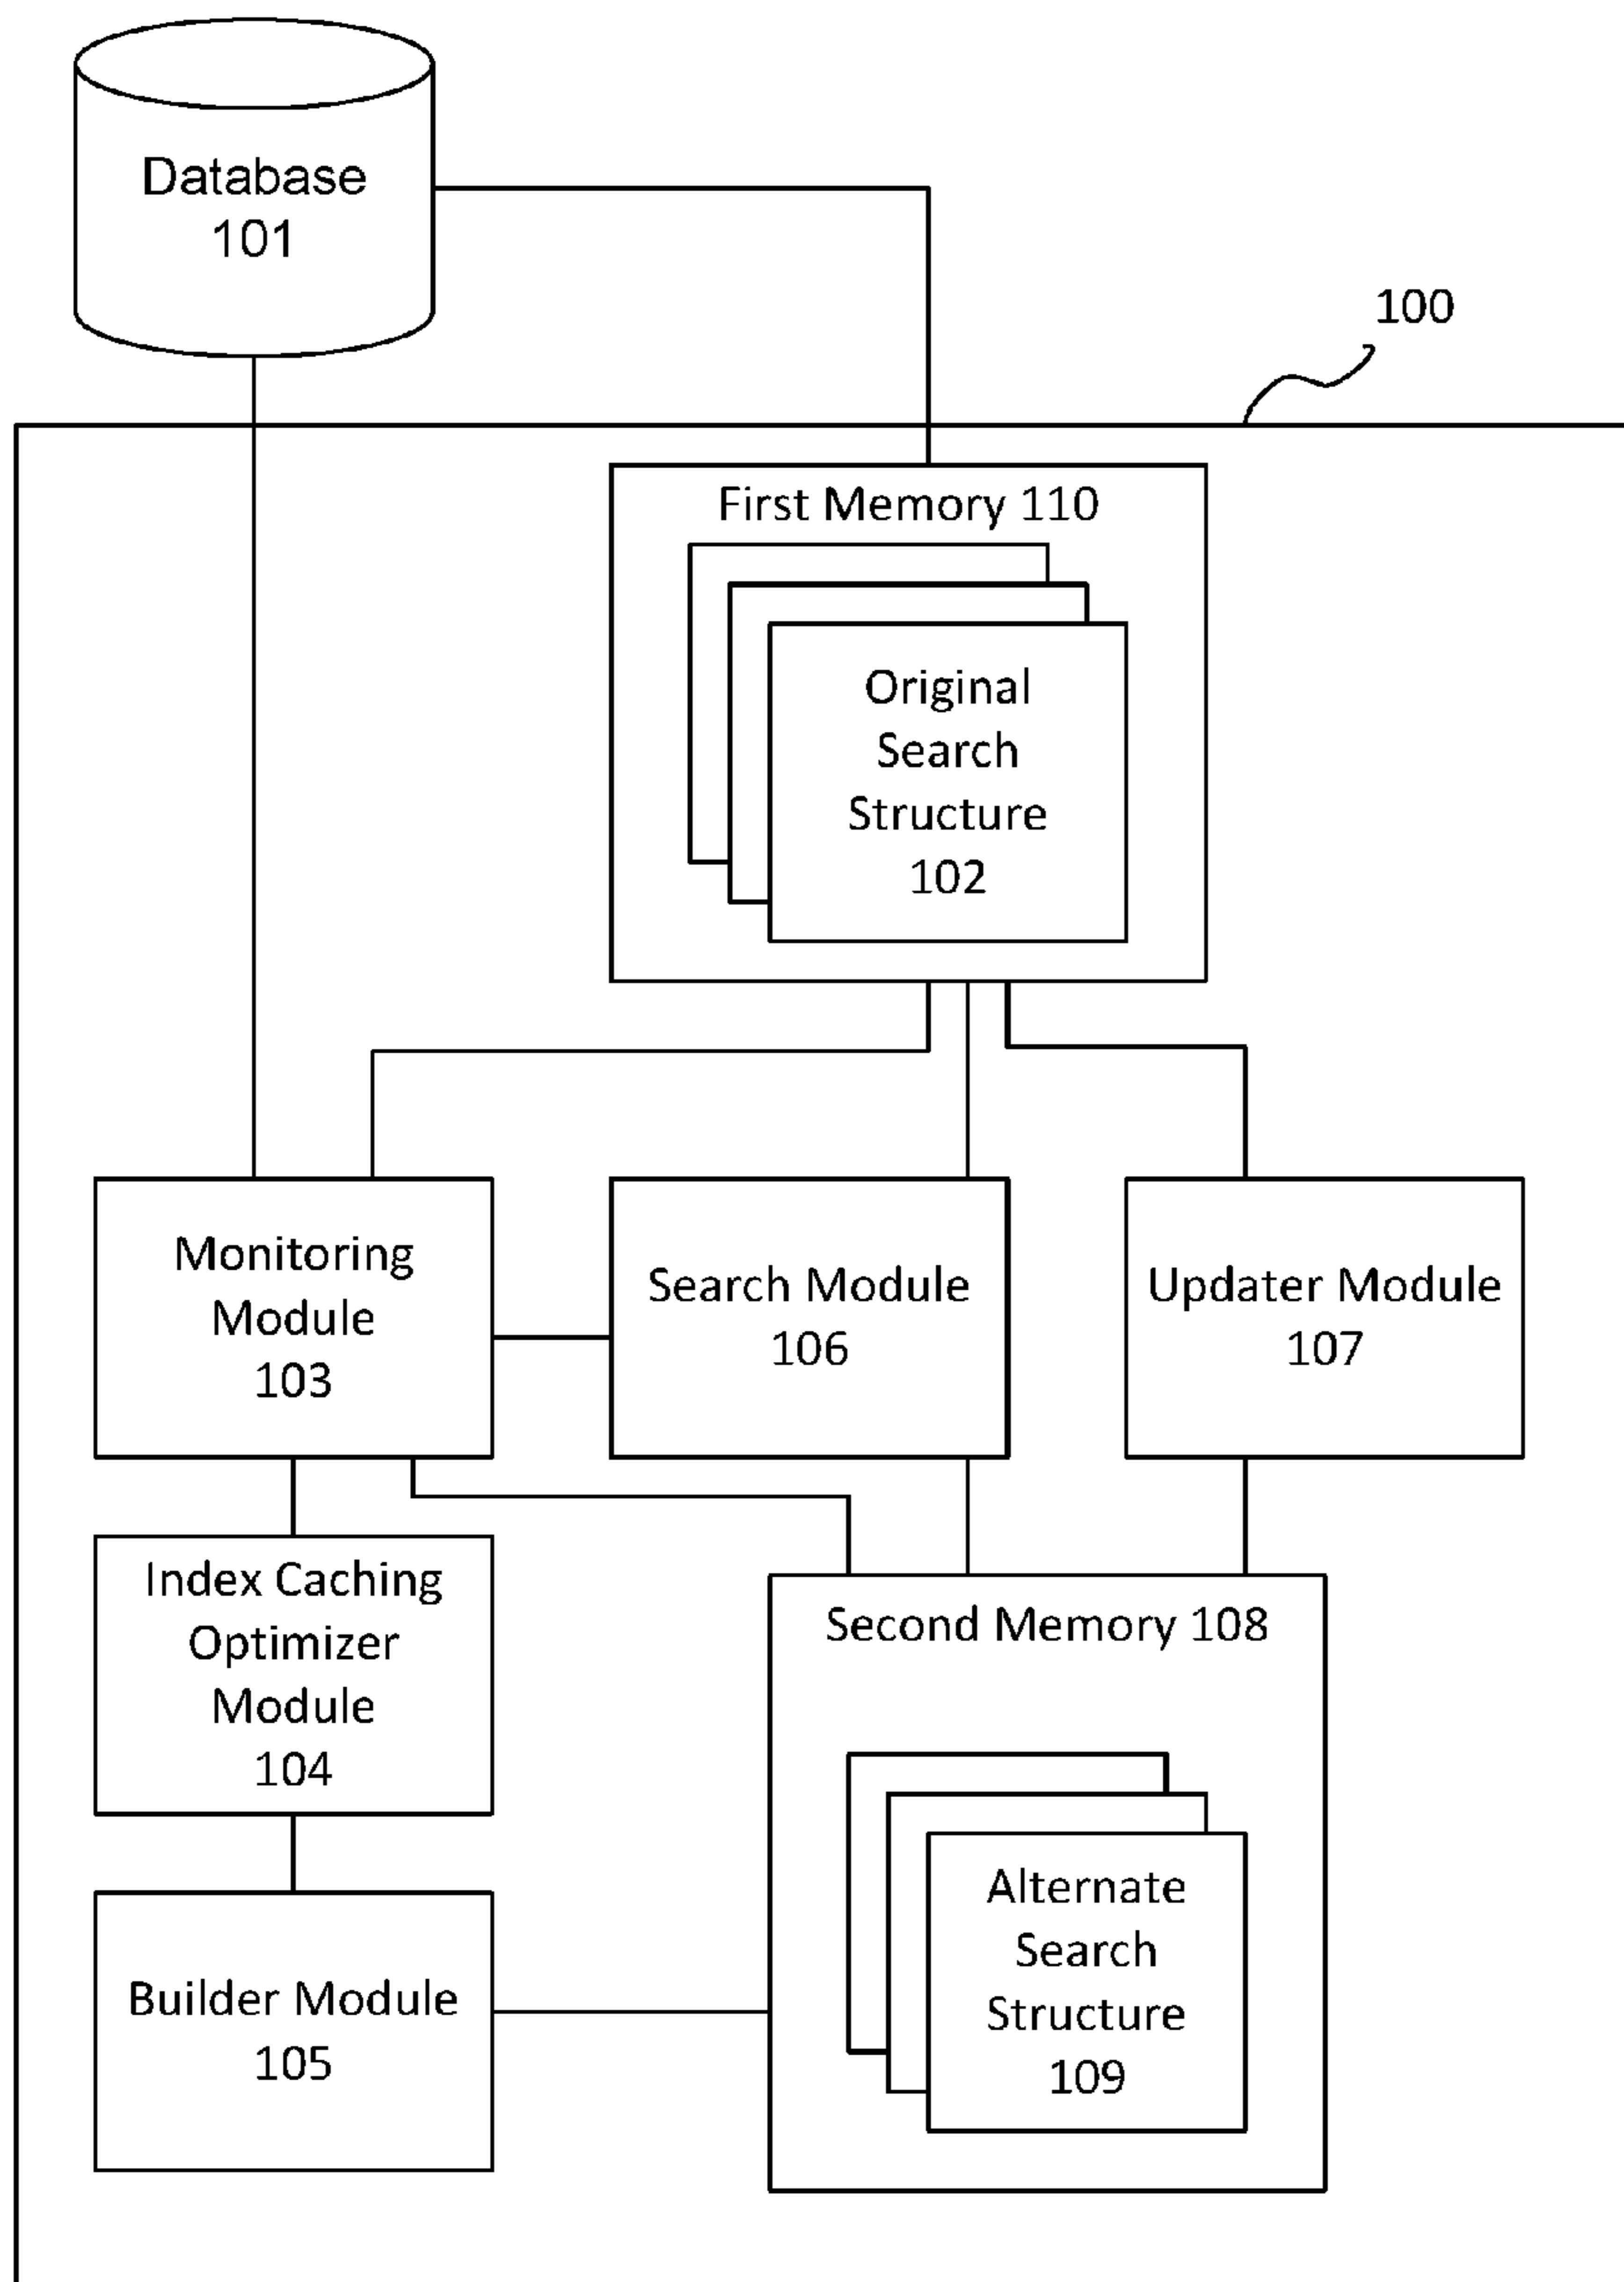 Database
101
100
First Memory 110
Original
Search
Structure
102
Monitoring
Module
103
Search Module
106
Updater Module
107
Index Caching
Optimizer
Module
104
Second Memory 108
Alternate
Search
Structure
109
Builder Module
105